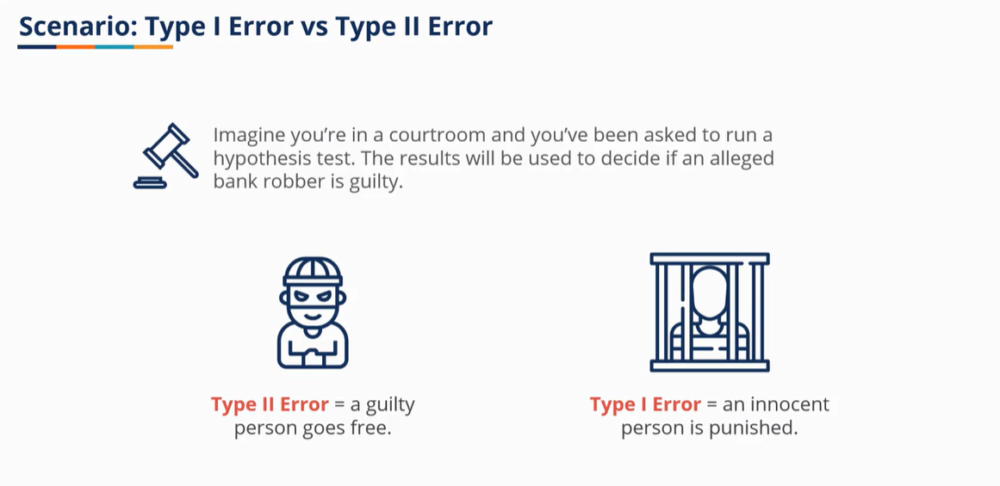 Scenario: Type I Error vs Type II Error
Imagine you’re in a courtroom and you’ve been asked to run a
hypothesis test. The results will be used to decide if an alleged
bank robber is guilty.
Type II Error = a guilty
person goes free.
Type I Error = an innocent
person is punished.